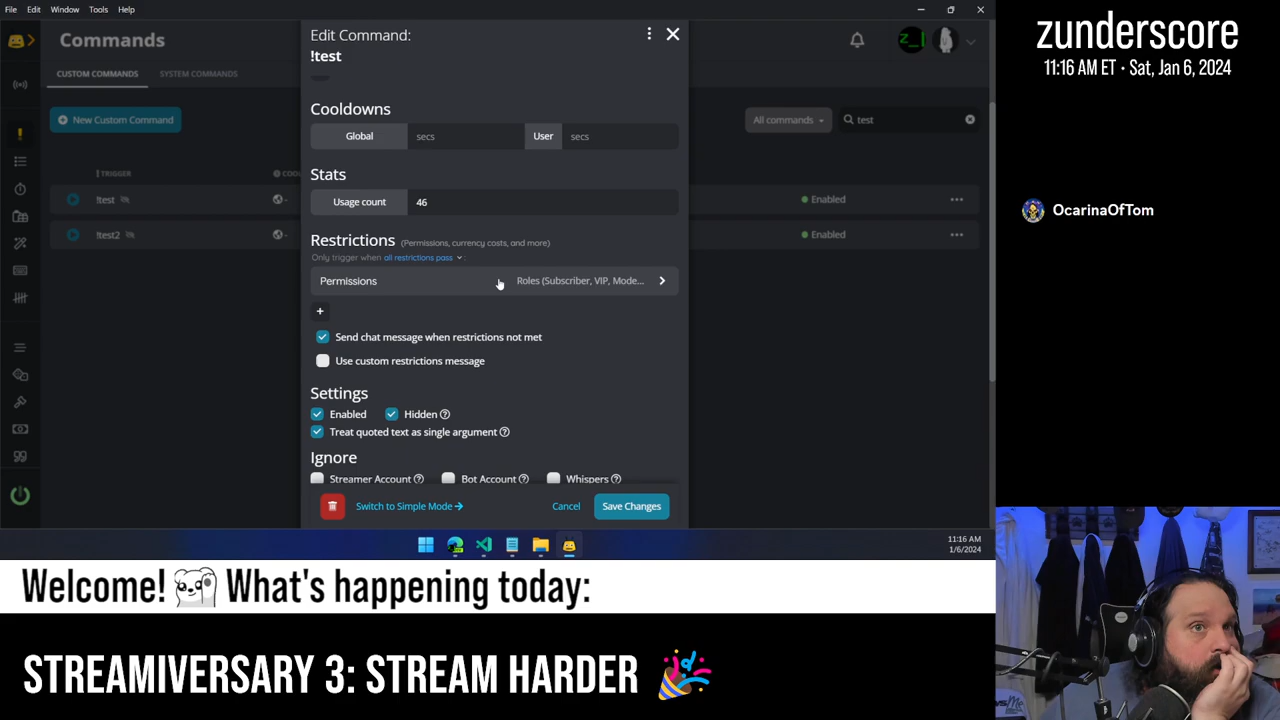 File Edit Window Tools Help
Commands
CUSTOM COMMANDS SYSTEM COMMANDS
New Custom Command
All commands
test
TRIGGER
!test
Enabled
!test2
Enabled
Edit Command:
!test
Cooldowns
Global secs User secs
Stats
Usage count 46
Restrictions (Permissions, currency costs, and more)
Only trigger when all restrictions pass :
Permissions Roles (Subscriber, VIP, Mode...
+
Send chat message when restrictions not met
Use custom restrictions message
Settings
Enabled Hidden
Treat quoted text as single argument
Ignore
Streamer Account Bot Account Whispers
Switch to Simple Mode
Cancel
Save Changes
11:16 AM
1/6/2024
zunderscore
11:16 AM ET • Sat, Jan 6, 2024
OcarinaOfTom
Welcome! What's happening today:
STREAMIVERSARY 3: STREAM HARDER